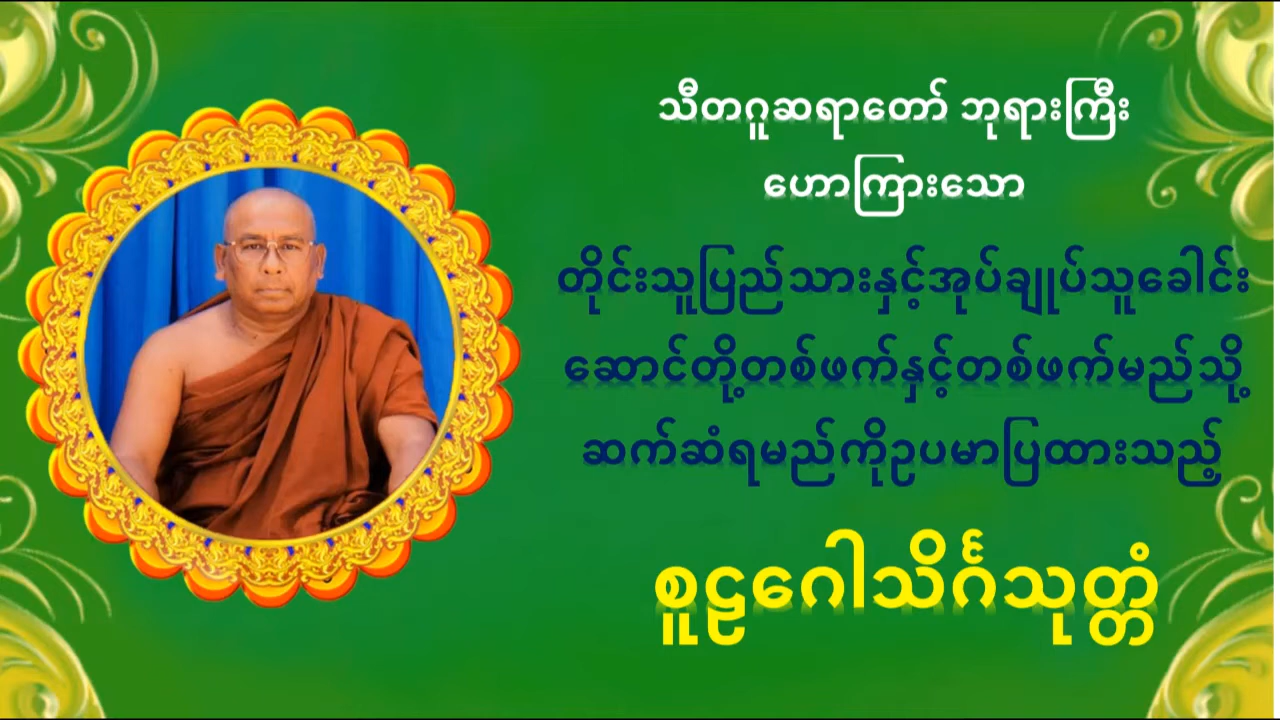 သီတဂူဆရာတော် ဘုရားကြီး
ဟောကြားသော
တိုင်းသူပြည်သားနှင့်အုပ်ချုပ်သူခေါင်း
ဆောင်တို့တစ်ဖက်နှင့်တစ်ဖက်မည်သို့
ဆက်ဆံရမည်ကိုဥပမာပြထားသည့်
စူဠဂေါသိင်္ဂသုတ္တံ